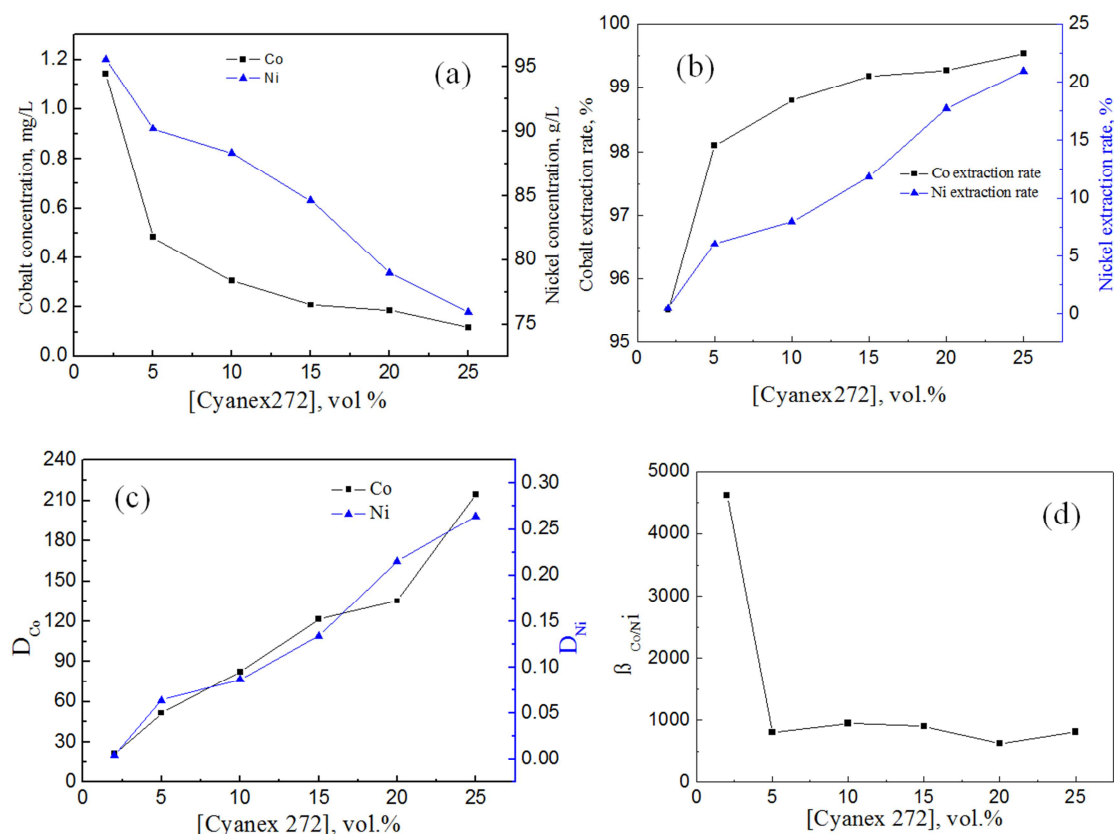 (a)
Co
Ni
Cobalt concentration, mg/L
1.2
1.0
0.8
0.6
0.4
0.2
0.0
Nickel concentration, g/L
95
90
85
80
75
0 5 10 15 20 25
[Cyanex272], vol %
(b)
Cobalt extraction rate, %
100
99
98
97
96
95
Co extraction rate
Ni extraction rate
Nickel extraction rate, %
25
20
15
10
5
0
0 5 10 15 20 25
[Cyanex272], vol.%
(c)
Co
Ni
D Co
240
210
180
150
120
90
60
30
0
D Ni
0.30
0.25
0.20
0.15
0.10
0.05
0.00
0 5 10 15 20 25
[Cyanex 272], vol.%
(d)
ß Co/Ni
5000
4000
3000
2000
1000
0
0 5 10 15 20 25
[Cyanex 272], vol.%